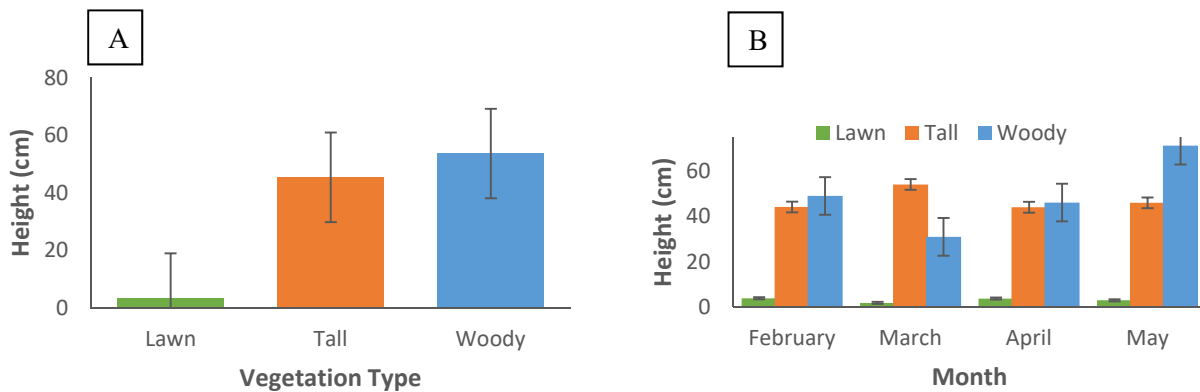 A
80
60
40
20
0
Height (cm)
Lawn Tall Woody
Vegetation Type
B
Lawn Tall Woody
60
40
20
0
Height (cm)
February March April May
Month